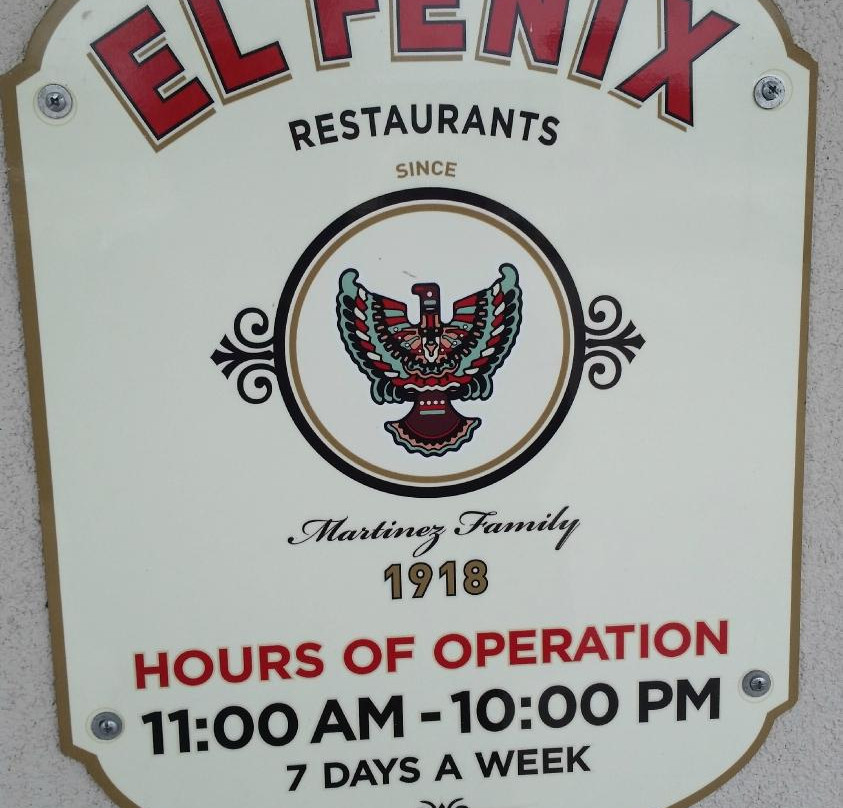 EL FENIX
RESTAURANTS
SINCE
Martinez Family
1918
HOURS OF OPERATION
11:00 AM - 10:00 PM
7 DAYS A WEEK